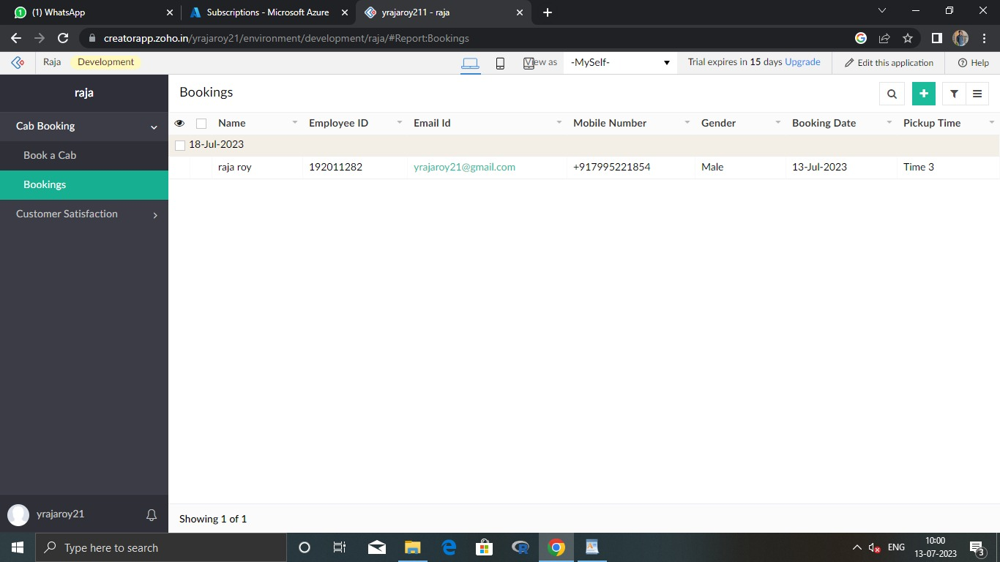 (1) WhatsApp
Subscriptions - Microsoft Azure
yrajaroy211 - raja
creatorapp.zoho.in/yrajaroy21/environment/development/raja/#Report:Bookings
Raja Development View as -MySelf- Trial expires in 15 days Upgrade Edit this application Help
raja
Cab Booking
Book a Cab
Bookings
Customer Satisfaction
yrajaroy21
Bookings
Name Employee ID Email Id Mobile Number Gender Booking Date Pickup Time
18-Jul-2023
raja roy 192011282 yrajaroy21@gmail.com +917995221854 Male 13-Jul-2023 Time 3
Showing 1 of 1
Type here to search
ENG
10:00
13-07-2023
3